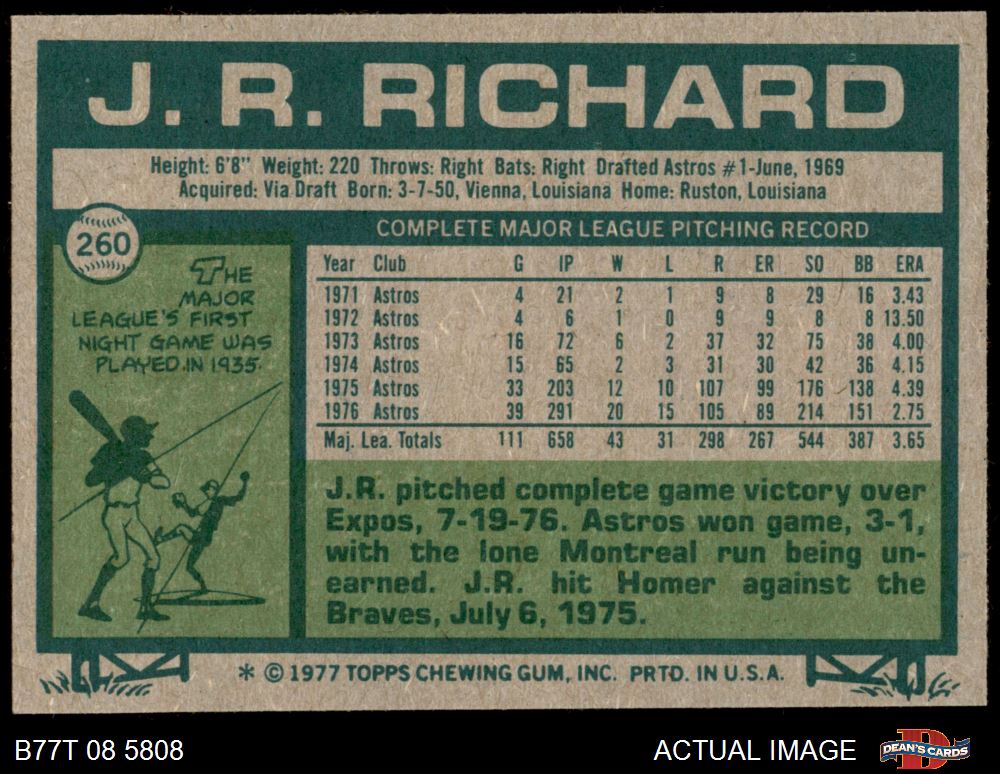 J. R. RICHARD
Height: 6'8" Weight: 220 Throws: Right Bats: Right Drafted Astros #1-June, 1969
Acquired: Via Draft Born: 3-7-50, Vienna, Louisiana Home: Ruston, Louisiana
260
THE
MAJOR
LEAGUE'S FIRST
NIGHT GAME WAS
PLAYED IN 1935.
COMPLETE MAJOR LEAGUE PITCHING RECORD
Year Club G IP W L R ER SO BB ERA
1971 Astros 4 21 2 1 9 8 29 16 3.43
1972 Astros 4 6 1 0 9 9 8 8 13.50
1973 Astros 16 72 6 2 37 32 75 38 4.00
1974 Astros 15 65 2 3 31 30 42 36 4.15
1975 Astros 33 203 12 10 107 99 176 138 4.39
1976 Astros 39 291 20 15 105 89 214 151 2.75
Maj. Lea. Totals 111 658 43 31 298 267 544 387 3.65
J.R. pitched complete game victory over
Expos, 7-19-76. Astros won game, 3-1,
with the lone Montreal run being un-
earned. J.R. hit Homer against the
Braves, July 6, 1975.
* © 1977 TOPPS CHEWING GUM, INC. PRTD. IN U.S.A.
B77T 08 5808
ACTUAL IMAGE
DEAN'S CARDS